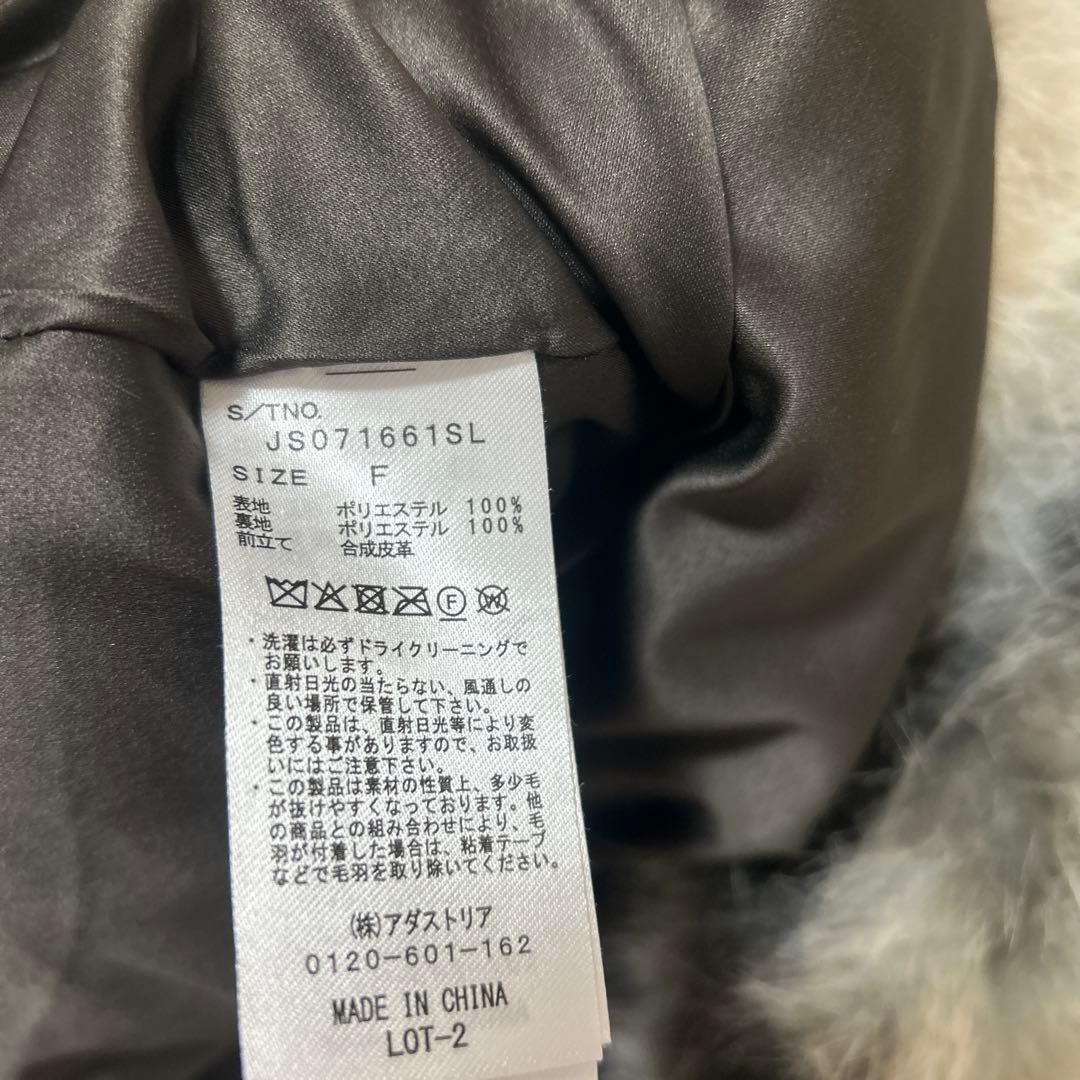 S/TNO.
JS071661SL
SIZE F
表地 ポリエステル 100%
裏地 ポリエステル 100%
前立て 合成皮革
F W
・洗濯は必ずドライクリーニングで
お願いします。
・直射日光の当たらない、風通しの
良い場所で保管して下さい。
・この製品は、直射日光等により変
色する事がありますので、お取扱
いにはご注意下さい。
・この製品は素材の性質上、多少毛
が抜けやすくなっております。他
の商品との組み合わせにより、毛
羽が付着した場合は、粘着テープ
などで毛羽を取り除いてください。
(株)アダストリア
0120-601-162
MADE IN CHINA
LOT-2